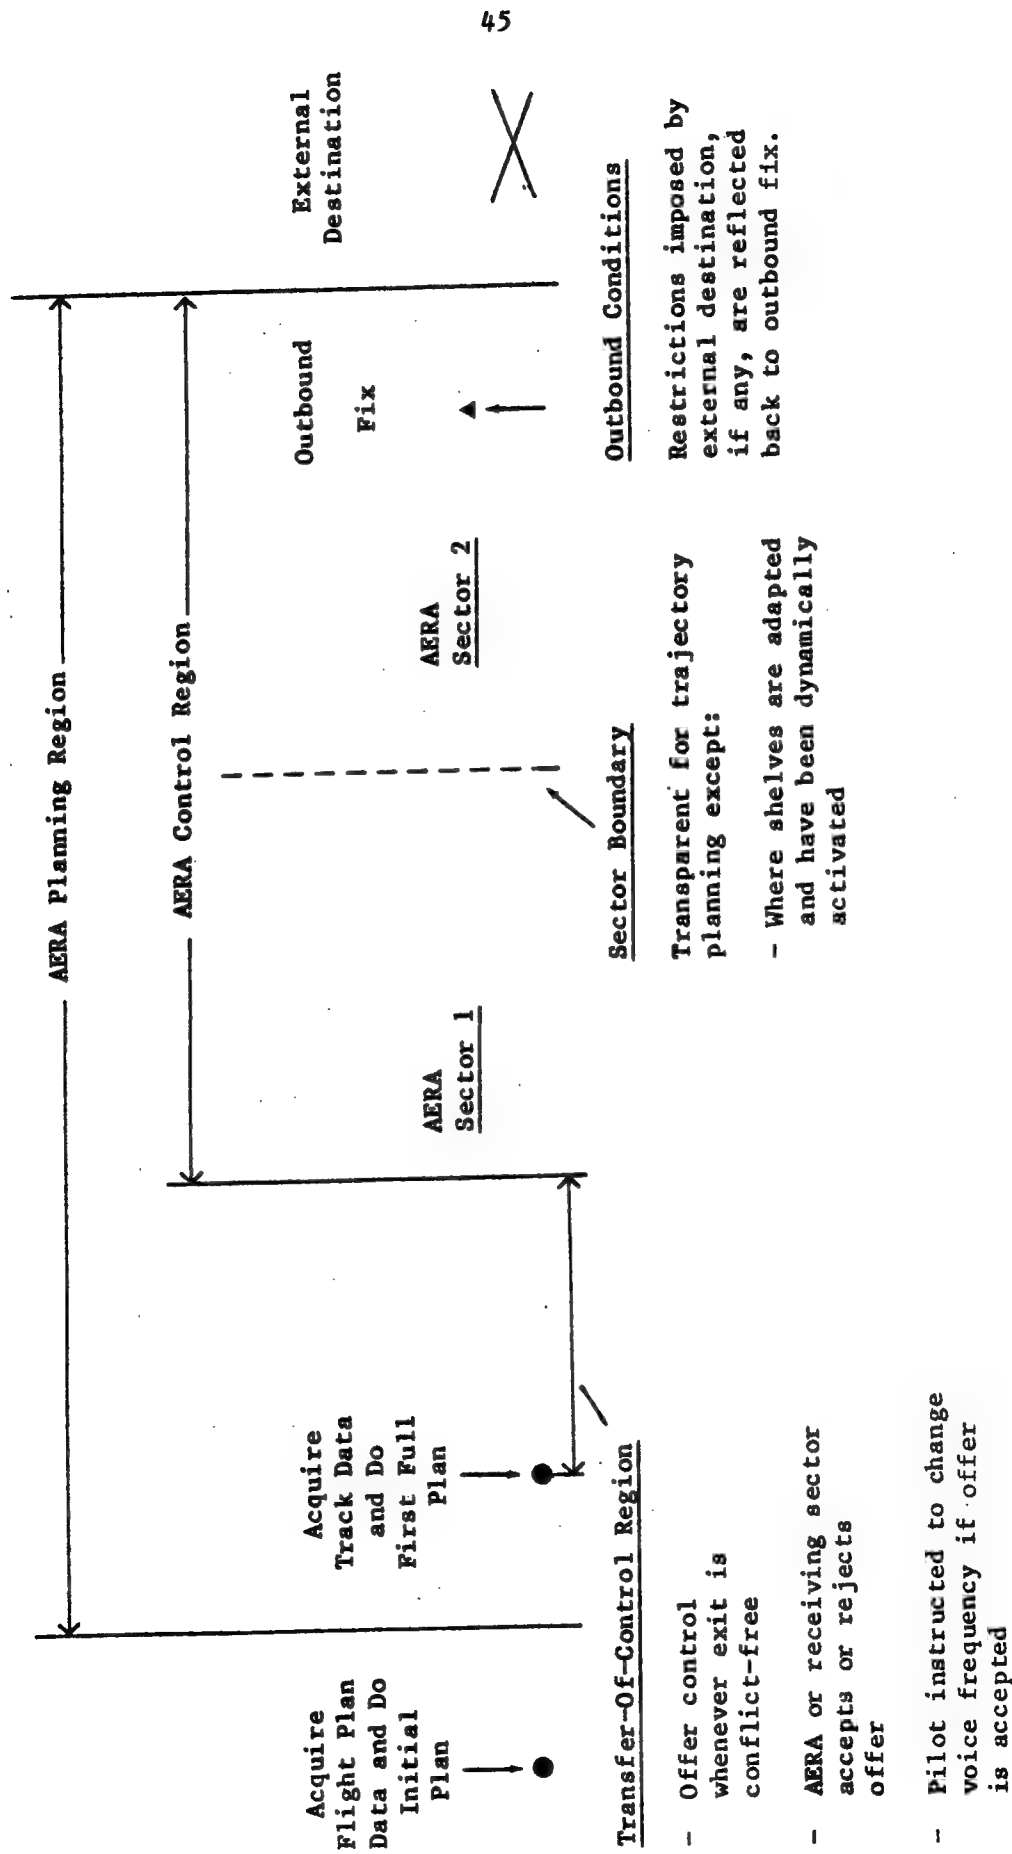 45
AERA Planning Region
AERA Control Region
Acquire
Flight Plan
Data and Do
Initial
Plan
Acquire
Track Data
and Do
First Full
Plan
AERA
Sector 1
AERA
Sector 2
Outbound
Fix
External
Destination
Transfer-Of-Control Region
- Offer control
whenever exit is
conflict-free
- AERA or receiving sector
accepts or rejects
offer
- Pilot instructed to change
voice frequency if offer
is accepted
Sector Boundary
Transparent for trajectory
planning except:
- Where shelves are adapted
and have been dynamically
activated
Outbound Conditions
Restrictions imposed by
external destination,
if any, are reflected
back to outbound fix.